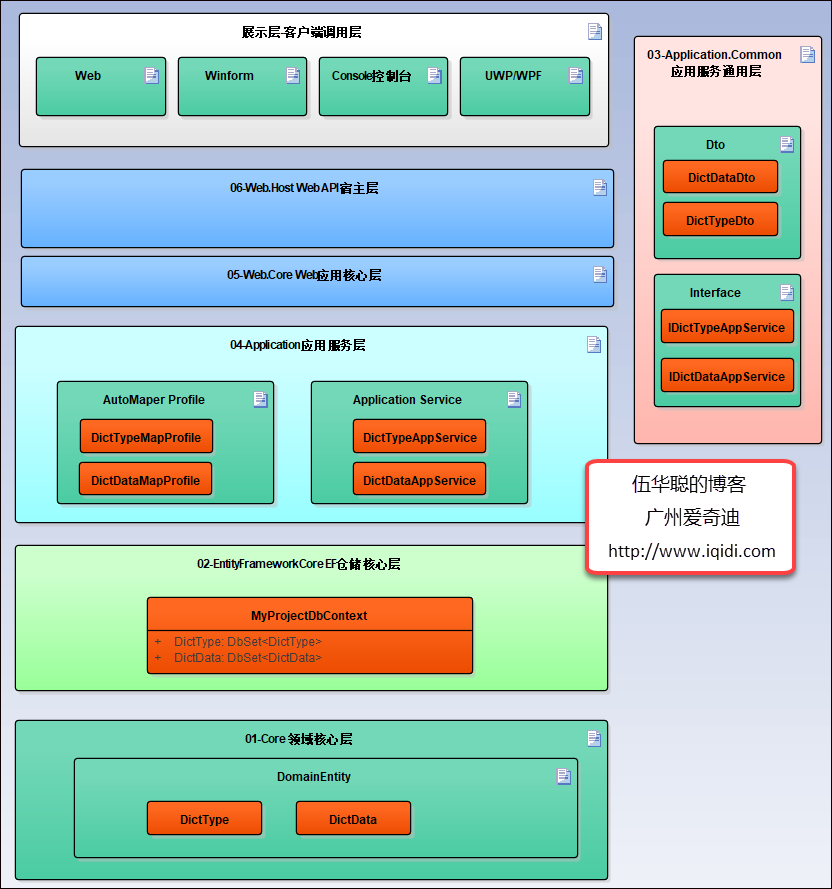 展示层-客户端调用层
Web
Winform
Console控制台
UWP/WPF
03-Application.Common
应用服务通用层
Dto
DictDataDto
DictTypeDto
Interface
IDictTypeAppService
IDictDataAppService
06-Web.Host Web API宿主层
05-Web.Core Web应用核心层
04-Application应用服务层
AutoMaper Profile
DictTypeMapProfile
DictDataMapProfile
Application Service
DictTypeAppService
DictDataAppService
伍华聪的博客
广州爱奇迪
http://www.iqidi.com
02-EntityFrameworkCore EF仓储核心层
MyProjectDbContext
+ DictType: DbSet<DictType>
+ DictData: DbSet<DictData>
01-Core 领域核心层
DomainEntity
DictType
DictData